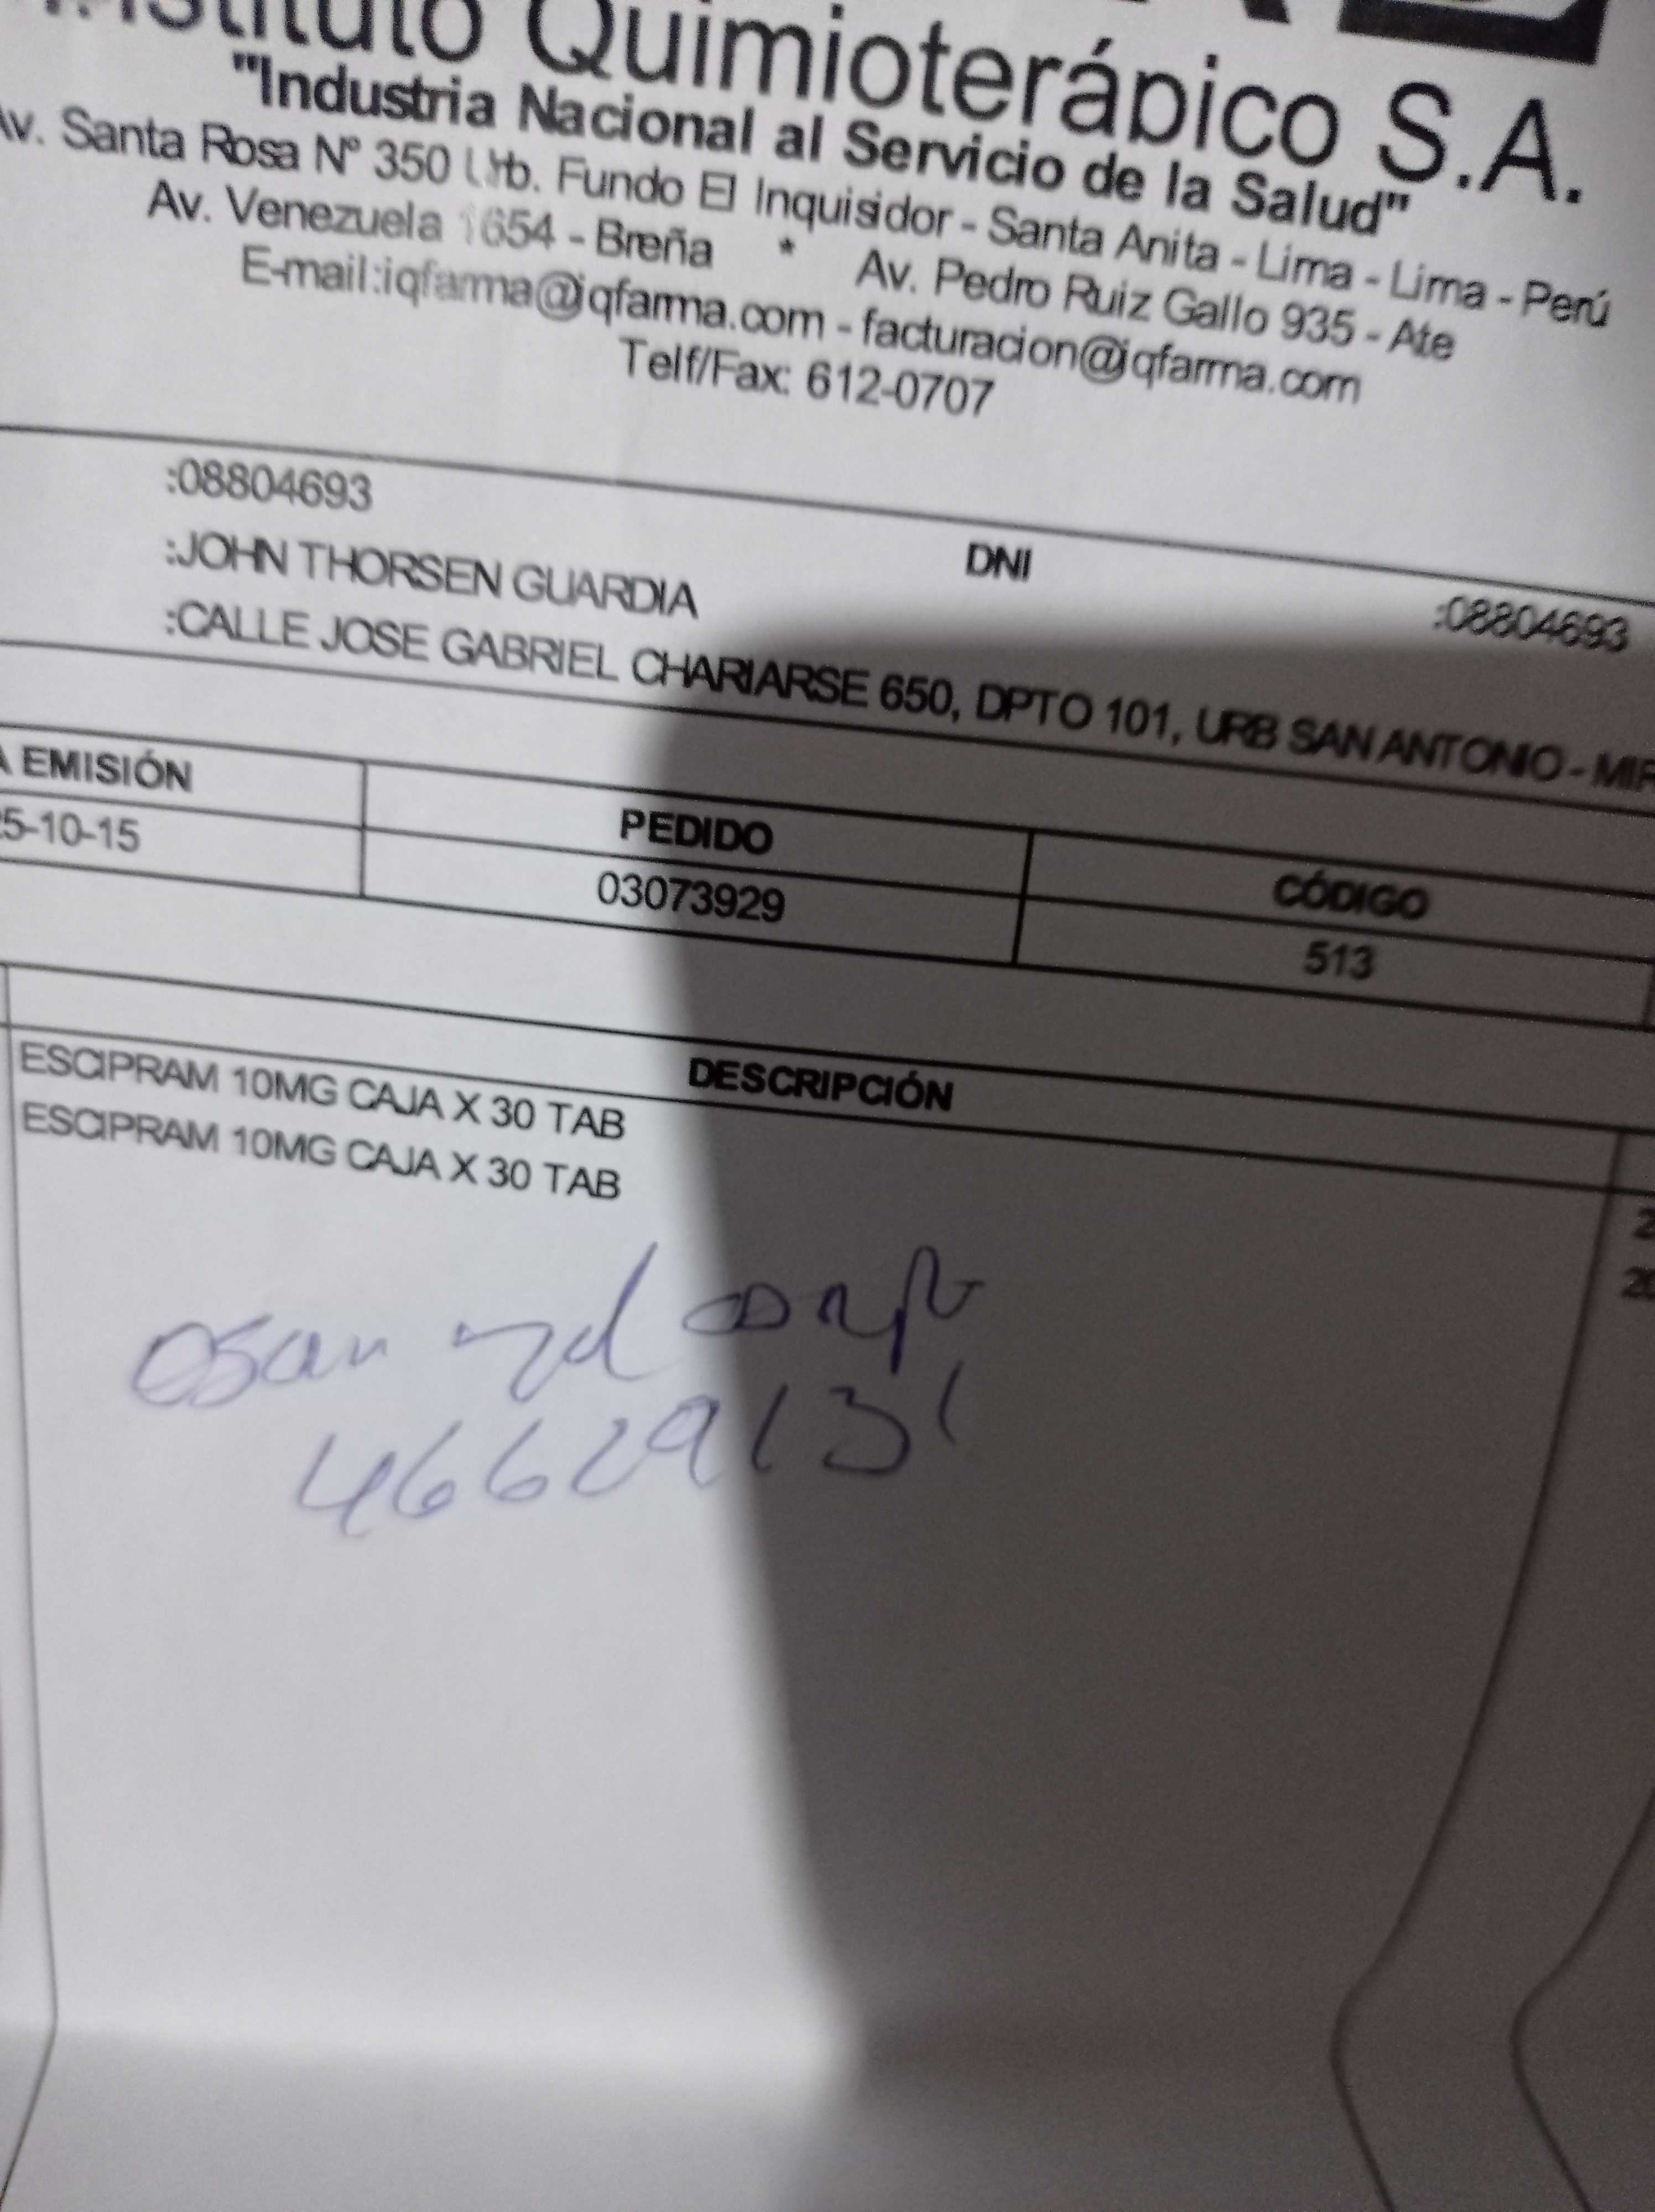 Instituto Quimioterápico S.A.
"Industria Nacional al Servicio de la Salud"
Av. Santa Rosa N° 350 Urb. Fundo El Inquisidor - Santa Anita - Lima - Lima - Perú
Av. Venezuela 1654 - Breña * Av. Pedro Ruiz Gallo 935 - Ate
E-mail:iqfarma@iqfarma.com - facturacion@iqfarma.com
Telf/Fax: 612-0707
:08804693 DNI :08804693
:JOHN THORSEN GUARDIA
:CALLE JOSE GABRIEL CHARIARSE 650, DPTO 101, URB SAN ANTONIO - MIR
A EMISIÓN PEDIDO CÓDIGO
5-10-15 03073929 513
DESCRIPCIÓN
ESCIPRAM 10MG CAJA X 30 TAB 2
ESCIPRAM 10MG CAJA X 30 TAB 20
46629131